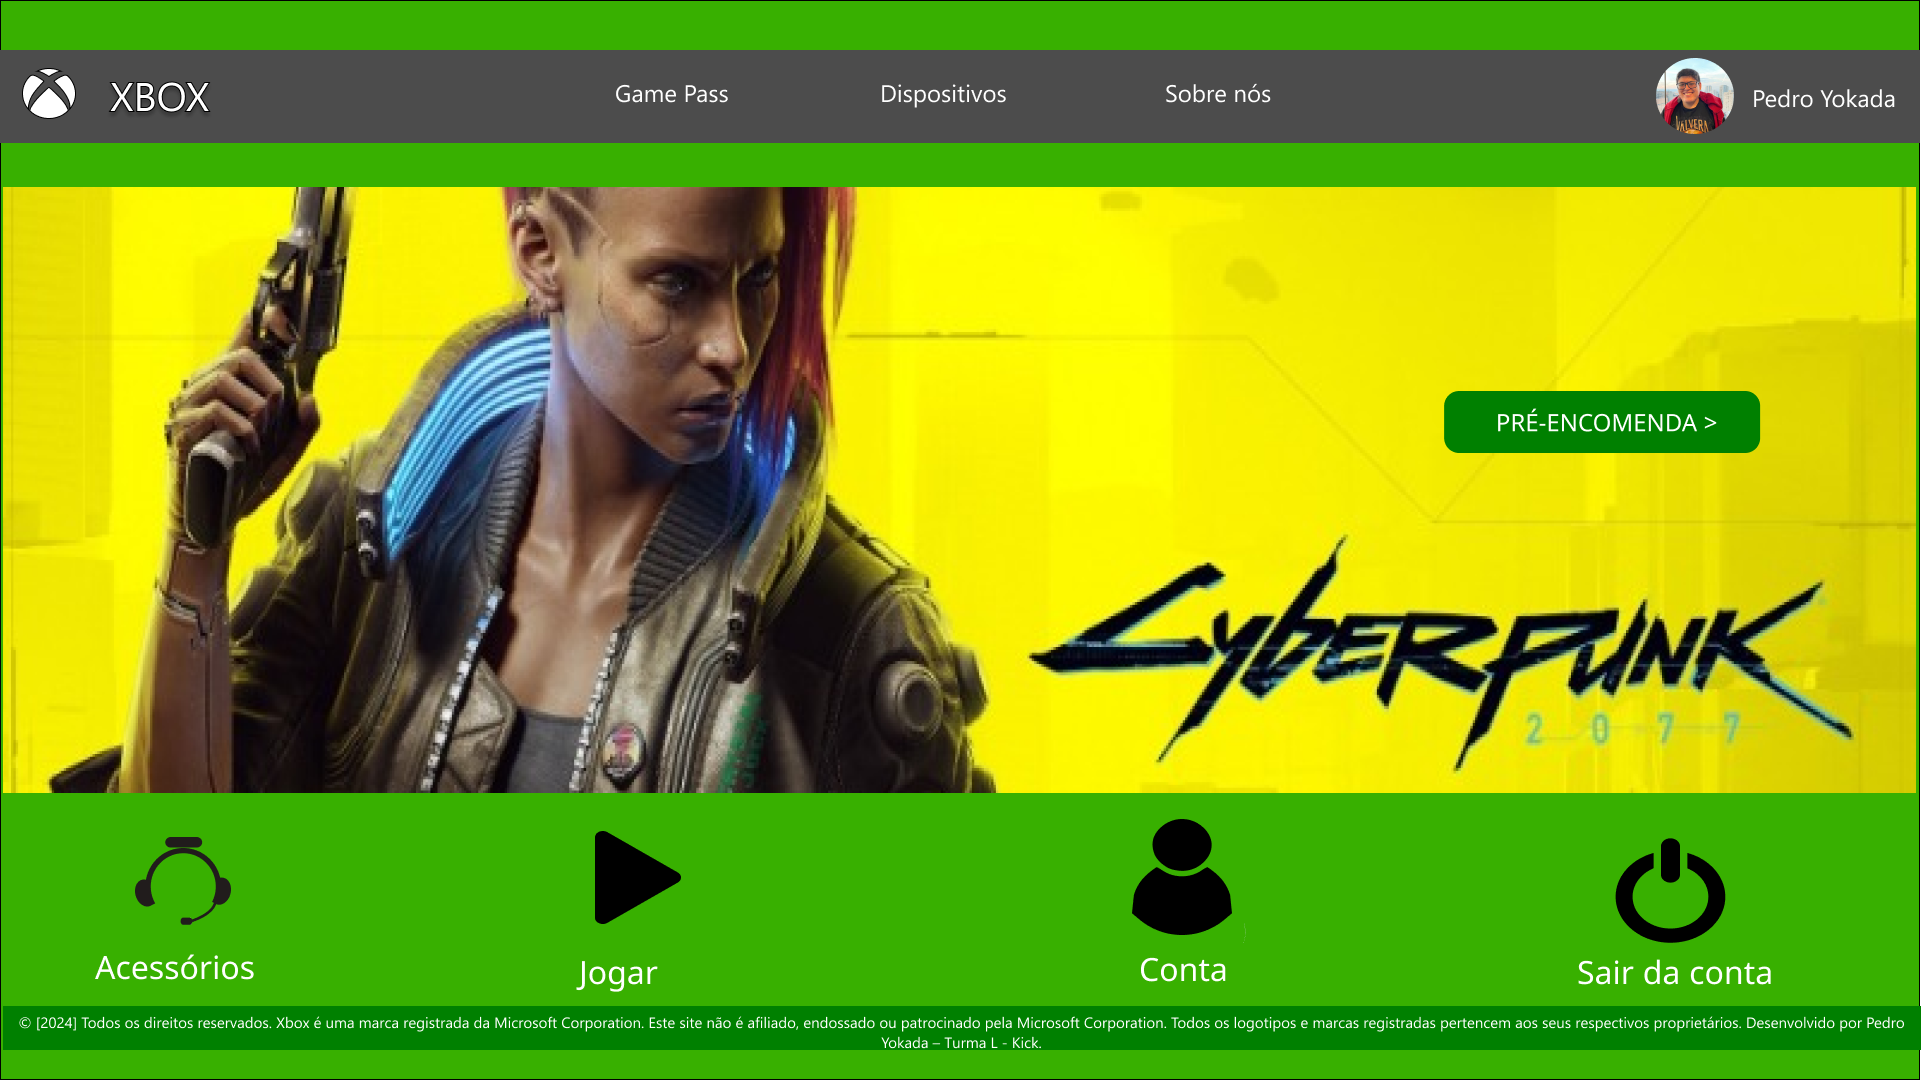 XBOX
Game Pass
Dispositivos
Sobre nós
Pedro Yokada
VALVERA
PRÉ-ENCOMENDA >
CYBERPUNK
2077
Acessórios
Jogar
Conta
Sair da conta
© [2024] Todos os direitos reservados. Xbox é uma marca registrada da Microsoft Corporation. Este site não é afiliado, endossado ou patrocinado pela Microsoft Corporation. Todos os logotipos e marcas registradas pertencem aos seus respectivos proprietários. Desenvolvido por Pedro
Yokada – Turma L - Kick.